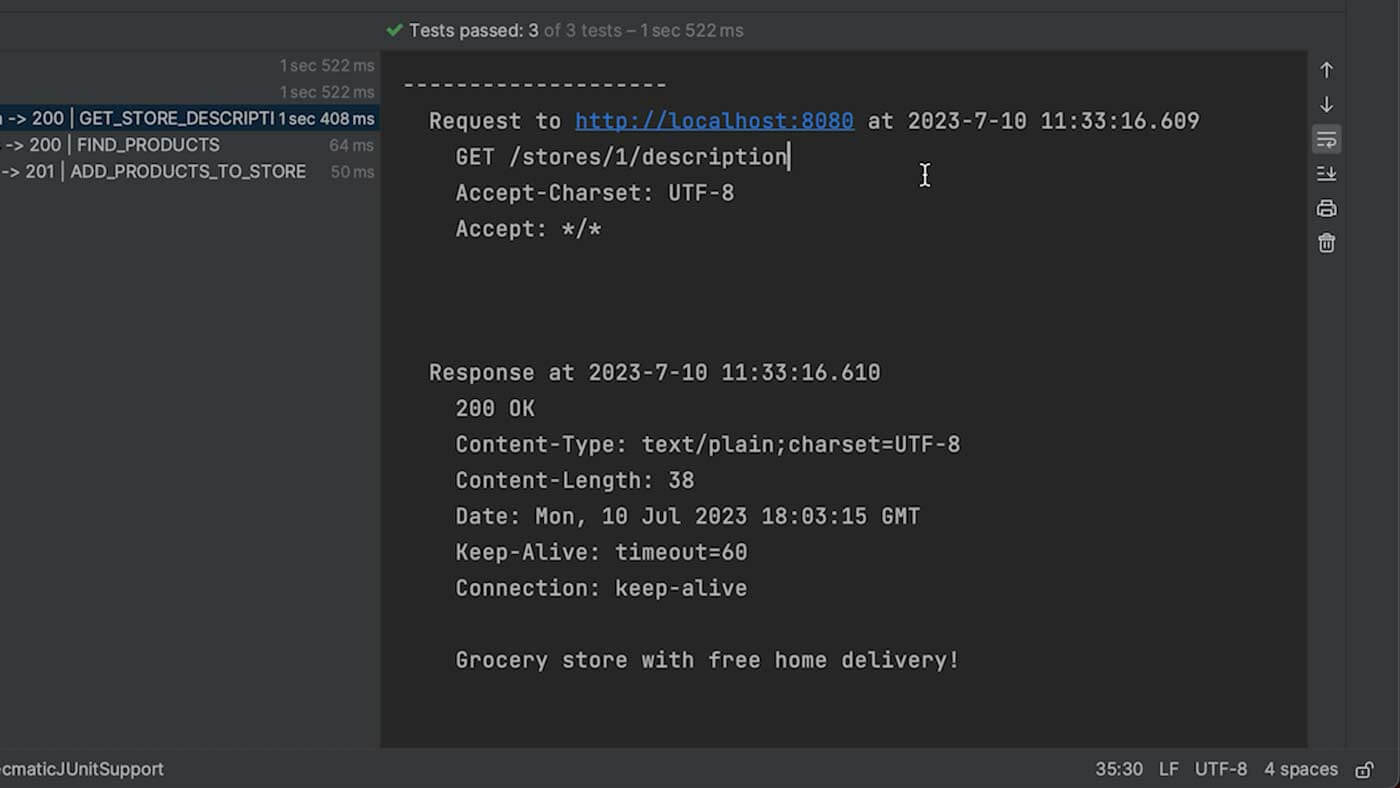 Tests passed: 3 of 3 tests – 1 sec 522 ms
1 sec 522 ms
1 sec 522 ms
-> 200 | GET_STORE_DESCRIPTI 1 sec 408 ms
-> 200 | FIND_PRODUCTS 64 ms
-> 201 | ADD_PRODUCTS_TO_STORE 50 ms
--------------------
Request to http://localhost:8080 at 2023-7-10 11:33:16.609
GET /stores/1/description
Accept-Charset: UTF-8
Accept: */*
Response at 2023-7-10 11:33:16.610
200 OK
Content-Type: text/plain;charset=UTF-8
Content-Length: 38
Date: Mon, 10 Jul 2023 18:03:15 GMT
Keep-Alive: timeout=60
Connection: keep-alive
Grocery store with free home delivery!
ecmaticJUnitSupport
35:30 LF UTF-8 4 spaces